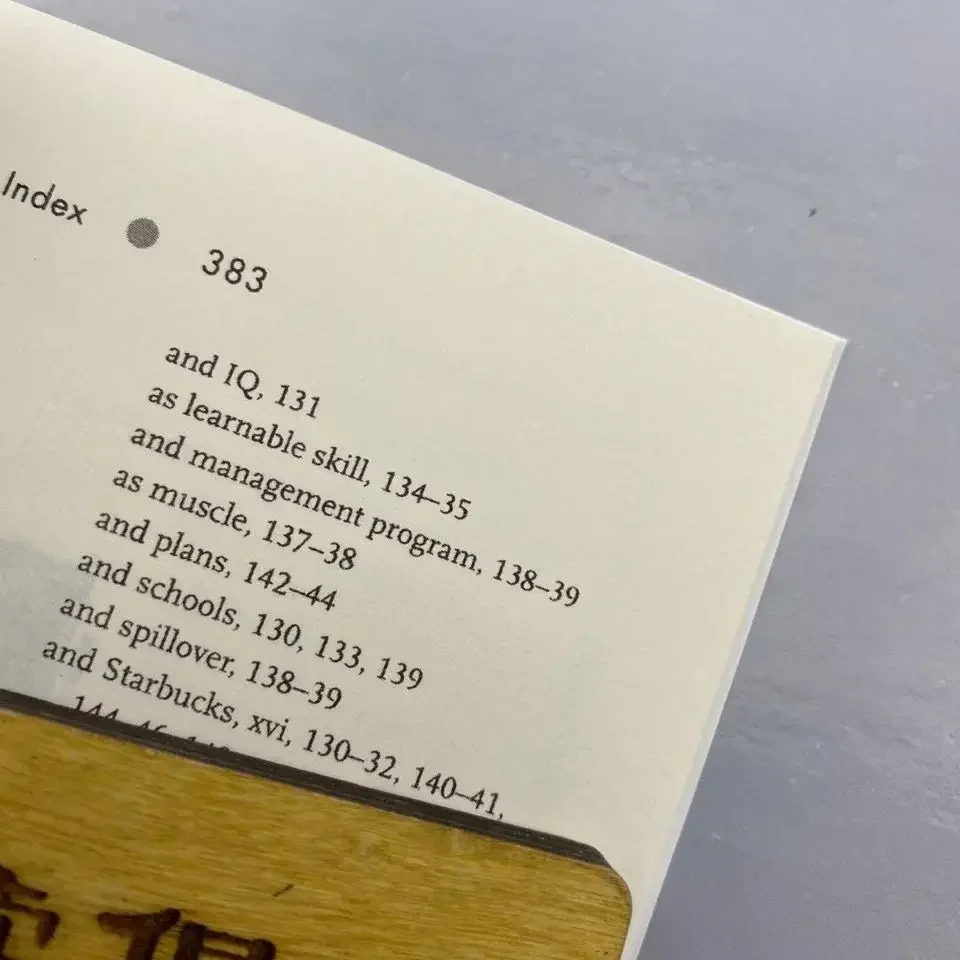 Index ● 383
and IQ, 131
as learnable skill, 134–35
and management program, 138–39
as muscle, 137–38
and plans, 142–44
and schools, 130, 133, 139
and spillover, 138–39
and Starbucks, xvi, 130–32, 140–41,
144–46,